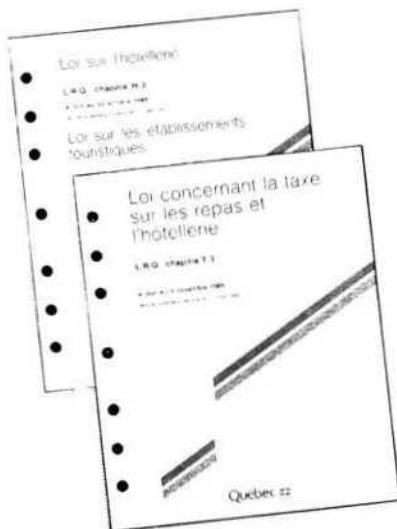 Loi sur l'hôtellerie
L.R.Q., chapitre H-3
Loi sur les établissements
touristiques
Loi concernant la taxe
sur les repas et
l'hôtellerie
L.R.Q., chapitre T-3
Québec